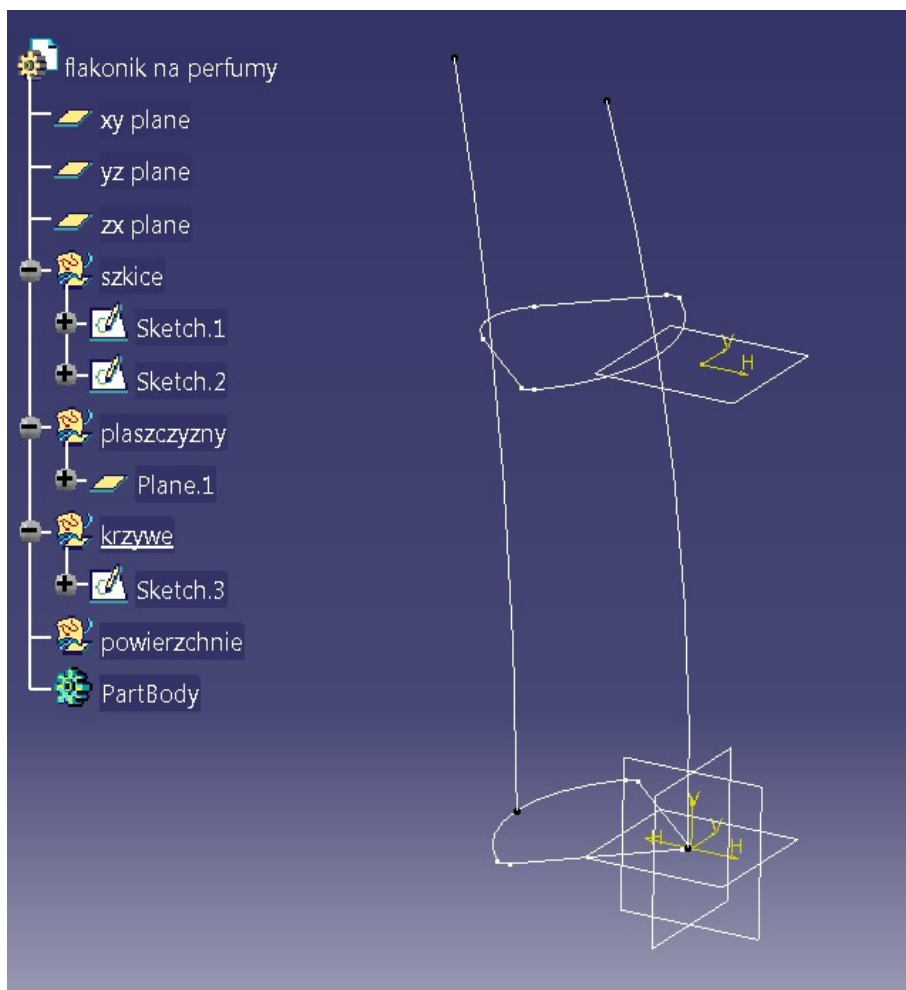 flakonik na perfumy
xy plane
yz plane
zx plane
szkice
Sketch.1
Sketch.2
plaszczyzny
Plane.1
krzywe
Sketch.3
powierzchnie
PartBody
V
H
V
V
H
H